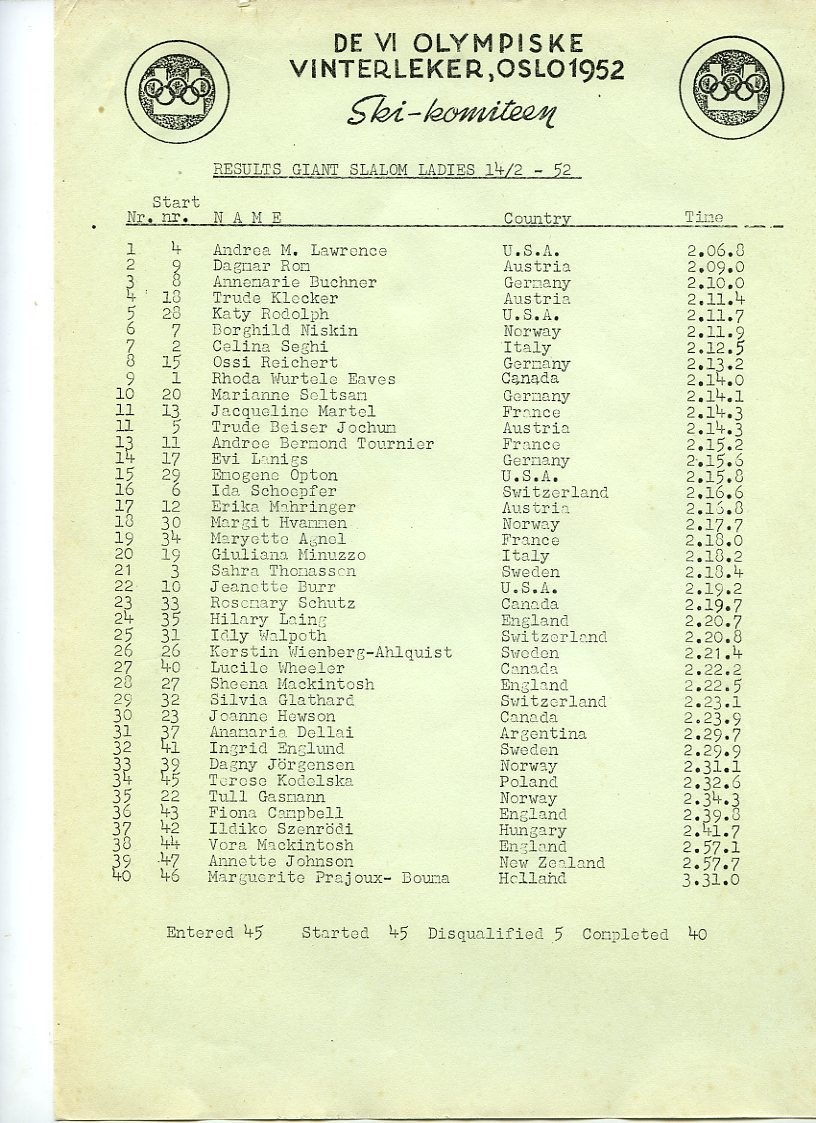 DE VI OLYMPISKE
VINTERLEKER, OSLO 1952
Ski-komiteen
RESULTS GIANT SLALOM LADIES 14/2 - 52
Start
Nr. nr. N A M E Country Time
1 4 Andrea M. Lawrence U.S.A. 2.06.8
2 9 Dagmar Rom Austria 2.09.0
3 8 Annemarie Buchner Germany 2.10.0
4 18 Trude Klecker Austria 2.11.4
5 28 Katy Rodolph U.S.A. 2.11.7
6 7 Borghild Niskin Norway 2.11.9
7 2 Celina Seghi Italy 2.12.5
8 15 Ossi Reichert Germany 2.13.2
9 1 Rhoda Wurtele Eaves Canada 2.14.0
10 20 Marianne Seltsam Germany 2.14.1
11 13 Jacqueline Martel France 2.14.3
11 5 Trude Beiser Jochum Austria 2.14.3
13 11 Andree Bermond Tournier France 2.15.2
14 17 Evi Lanigs Germany 2.15.6
15 29 Emogene Opton U.S.A. 2.15.8
16 6 Ida Schoepfer Switzerland 2.16.6
17 12 Erika Mahringer Austria 2.16.8
18 30 Margit Hvammen Norway 2.17.7
19 34 Maryette Agnel France 2.18.0
20 19 Giuliana Minuzzo Italy 2.18.2
21 3 Sahra Thomassen Sweden 2.18.4
22 10 Jeanette Burr U.S.A. 2.19.2
23 33 Rosemary Schutz Canada 2.19.7
24 35 Hilary Laing England 2.20.7
25 31 Idly Walpoth Switzerland 2.20.8
26 26 Kerstin Wienberg-Ahlquist Sweden 2.21.4
27 40 Lucile Wheeler Canada 2.22.2
28 27 Sheena Mackintosh England 2.22.5
29 32 Silvia Glathard Switzerland 2.23.1
30 23 Joanne Hewson Canada 2.23.9
31 37 Anamaria Dellai Argentina 2.29.7
32 41 Ingrid Englund Sweden 2.29.9
33 39 Dagny Jörgensen Norway 2.31.1
34 45 Terese Kodelska Poland 2.32.6
35 22 Tull Gasmann Norway 2.34.3
36 43 Fiona Campbell England 2.39.8
37 42 Ildiko Szenrödi Hungary 2.41.7
38 44 Vora Mackintosh England 2.57.1
39 47 Annette Johnson New Zealand 2.57.7
40 46 Marguerite Prajoux- Bouma Holland 3.31.0
Entered 45 Started 45 Disqualified 5 Completed 40